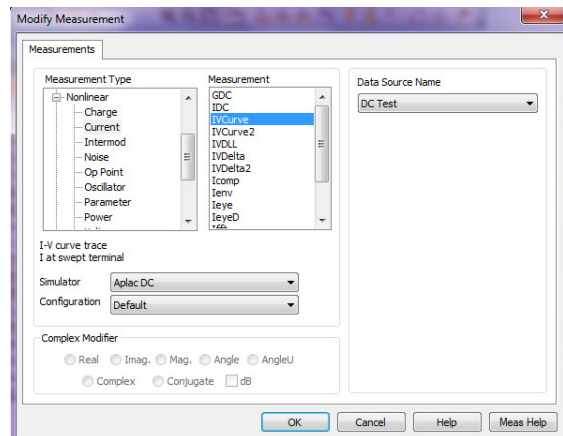 Modify Measurement
Measurements
Measurement Type
Nonlinear
Charge
Current
Intermod
Noise
Op Point
Oscillator
Parameter
Power
Measurement
GDC
IDC
IVCurve
IVCurve2
IVDLL
IVDelta
IVDelta2
Icomp
Ienv
Ieye
IeyeD
Data Source Name
DC Test
I-V curve trace
I at swept terminal
Simulator Aplac DC
Configuration Default
Complex Modifier
Real Imag. Mag. Angle AngleU
Complex Conjugate dB
OK Cancel Help Meas Help